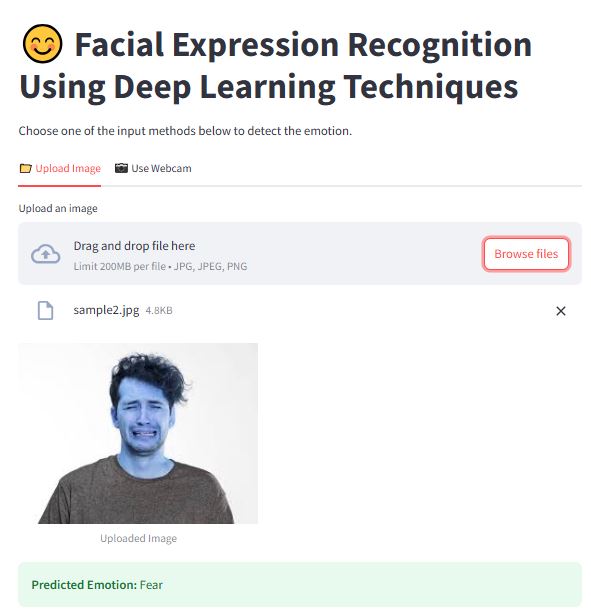 Facial Expression Recognition
Using Deep Learning Techniques
Choose one of the input methods below to detect the emotion.
Upload Image Use Webcam
Upload an image
Drag and drop file here
Limit 200MB per file • JPG, JPEG, PNG
Browse files
sample2.jpg 4.8KB
Uploaded Image
Predicted Emotion: Fear